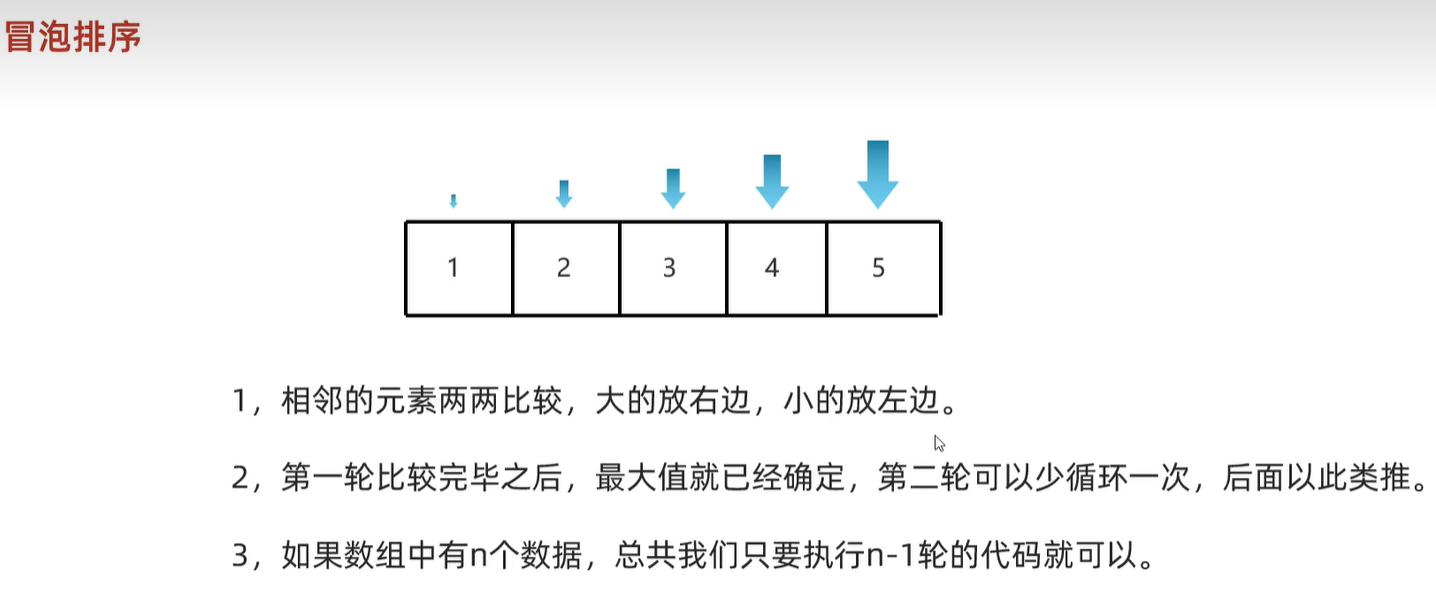 冒泡排序
1 2 3 4 5
1，相邻的元素两两比较，大的放右边，小的放左边。
2，第一轮比较完毕之后，最大值就已经确定，第二轮可以少循环一次，后面以此类推。
3，如果数组中有n个数据，总共我们只要执行n-1轮的代码就可以。